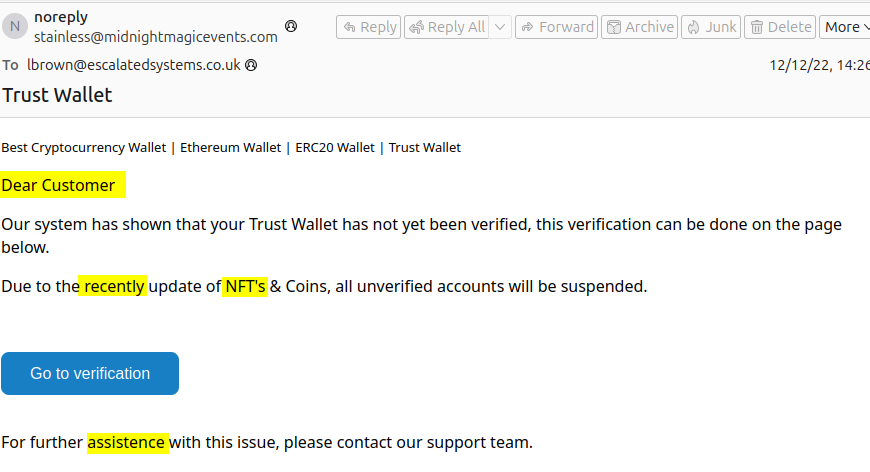 N
noreply
stainless@midnightmagicevents.com
Reply Reply All Forward Archive Junk Delete More
To lbrown@escalatedsystems.co.uk 12/12/22, 14:26
Trust Wallet
Best Cryptocurrency Wallet | Ethereum Wallet | ERC20 Wallet | Trust Wallet
Dear Customer
Our system has shown that your Trust Wallet has not yet been verified, this verification can be done on the page
below.
Due to the recently update of NFT's & Coins, all unverified accounts will be suspended.
Go to verification
For further assistence with this issue, please contact our support team.